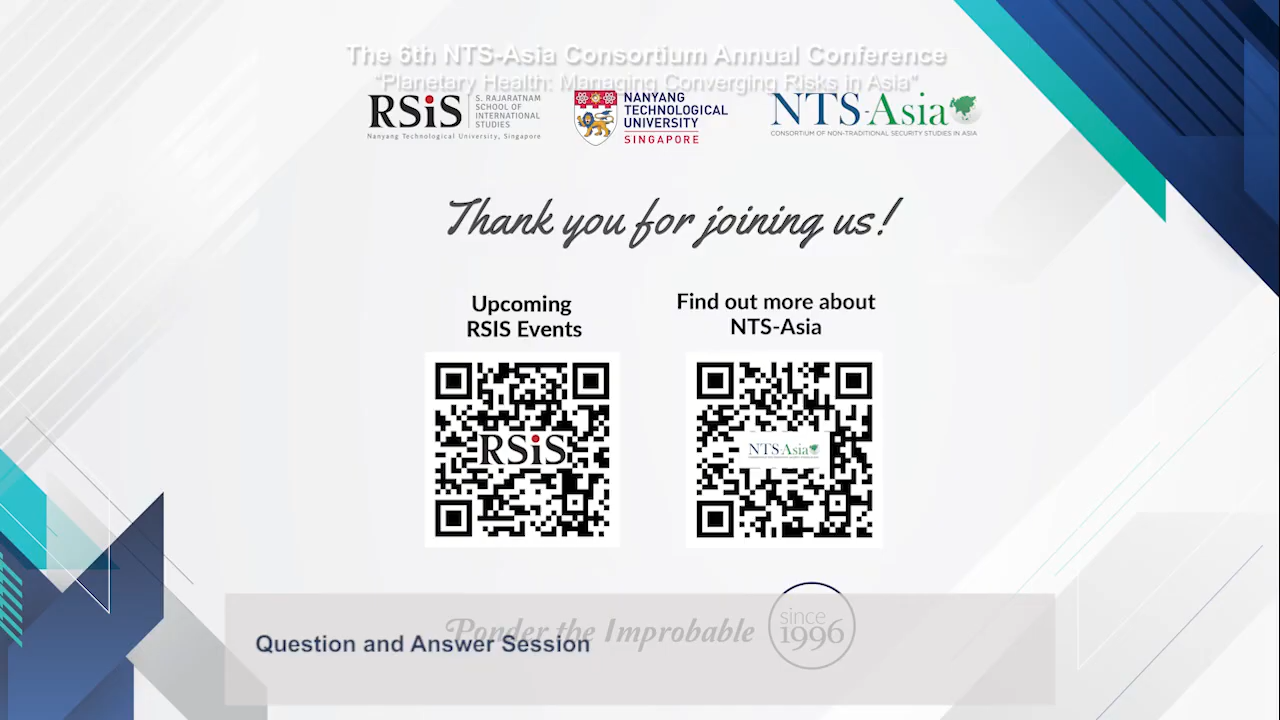 The 6th NTS-Asia Consortium Annual Conference
"Planetary Health: Managing Converging Risks in Asia"
RSiS
S. RAJARATNAM
SCHOOL OF
INTERNATIONAL
STUDIES
Nanyang Technological University, Singapore
NANYANG
TECHNOLOGICAL
UNIVERSITY
SINGAPORE
NTS-Asia
CONSORTIUM OF NON-TRADITIONAL SECURITY STUDIES IN ASIA
Thank you for joining us!
Upcoming
RSIS Events
Find out more about
NTS-Asia
RSiS
NTS-Asia
Ponder the Improbable
since
1996
Question and Answer Session